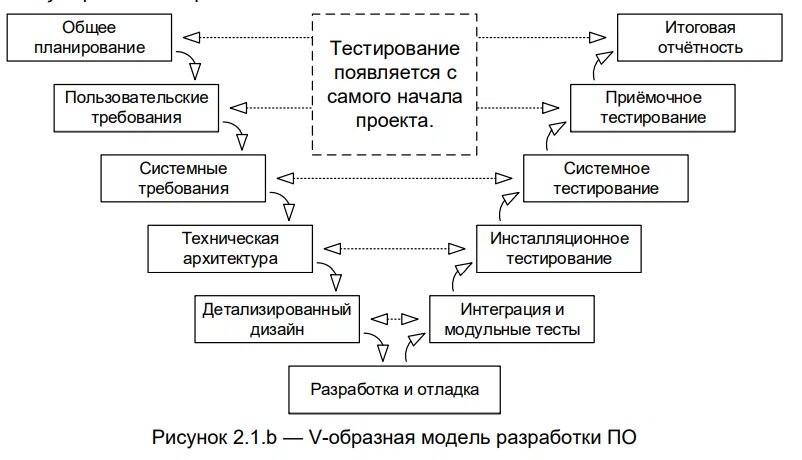 Общее
планирование
Тестирование
появляется с
самого начала
проекта.
Итоговая
отчётность
Пользовательские
требования
Приёмочное
тестирование
Системные
требования
Системное
тестирование
Техническая
архитектура
Инсталляционное
тестирование
Детализированный
дизайн
Интеграция и
модульные тесты
Разработка и отладка
Рисунок 2.1.b — V-образная модель разработки ПО